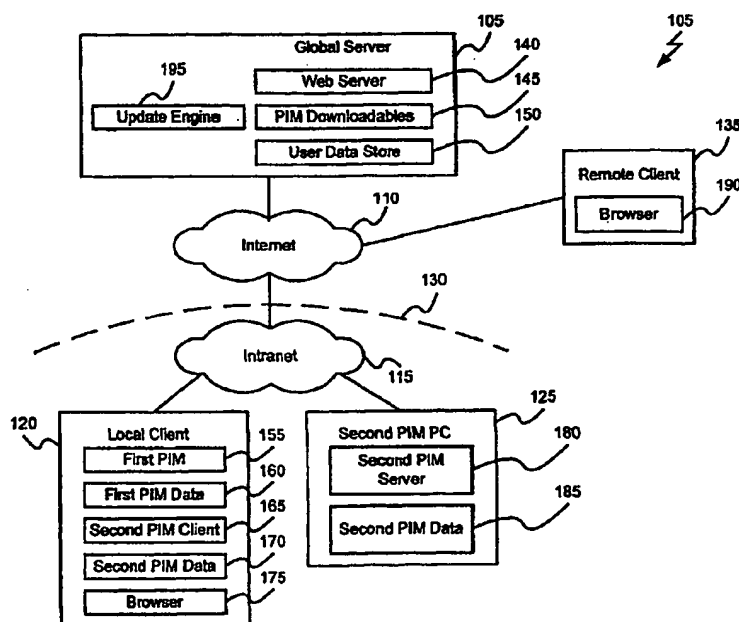 Global Server
105
105
195
Web Server
140
Update Engine
PIM Downloadables
145
User Data Store
150
135
Remote Client
Browser
190
110
Internet
130
Intranet
115
120
Local Client
155
First PIM
160
First PIM Data
165
Second PIM Client
170
Second PIM Data
175
Browser
125
Second PIM PC
180
Second PIM
Server
185
Second PIM Data